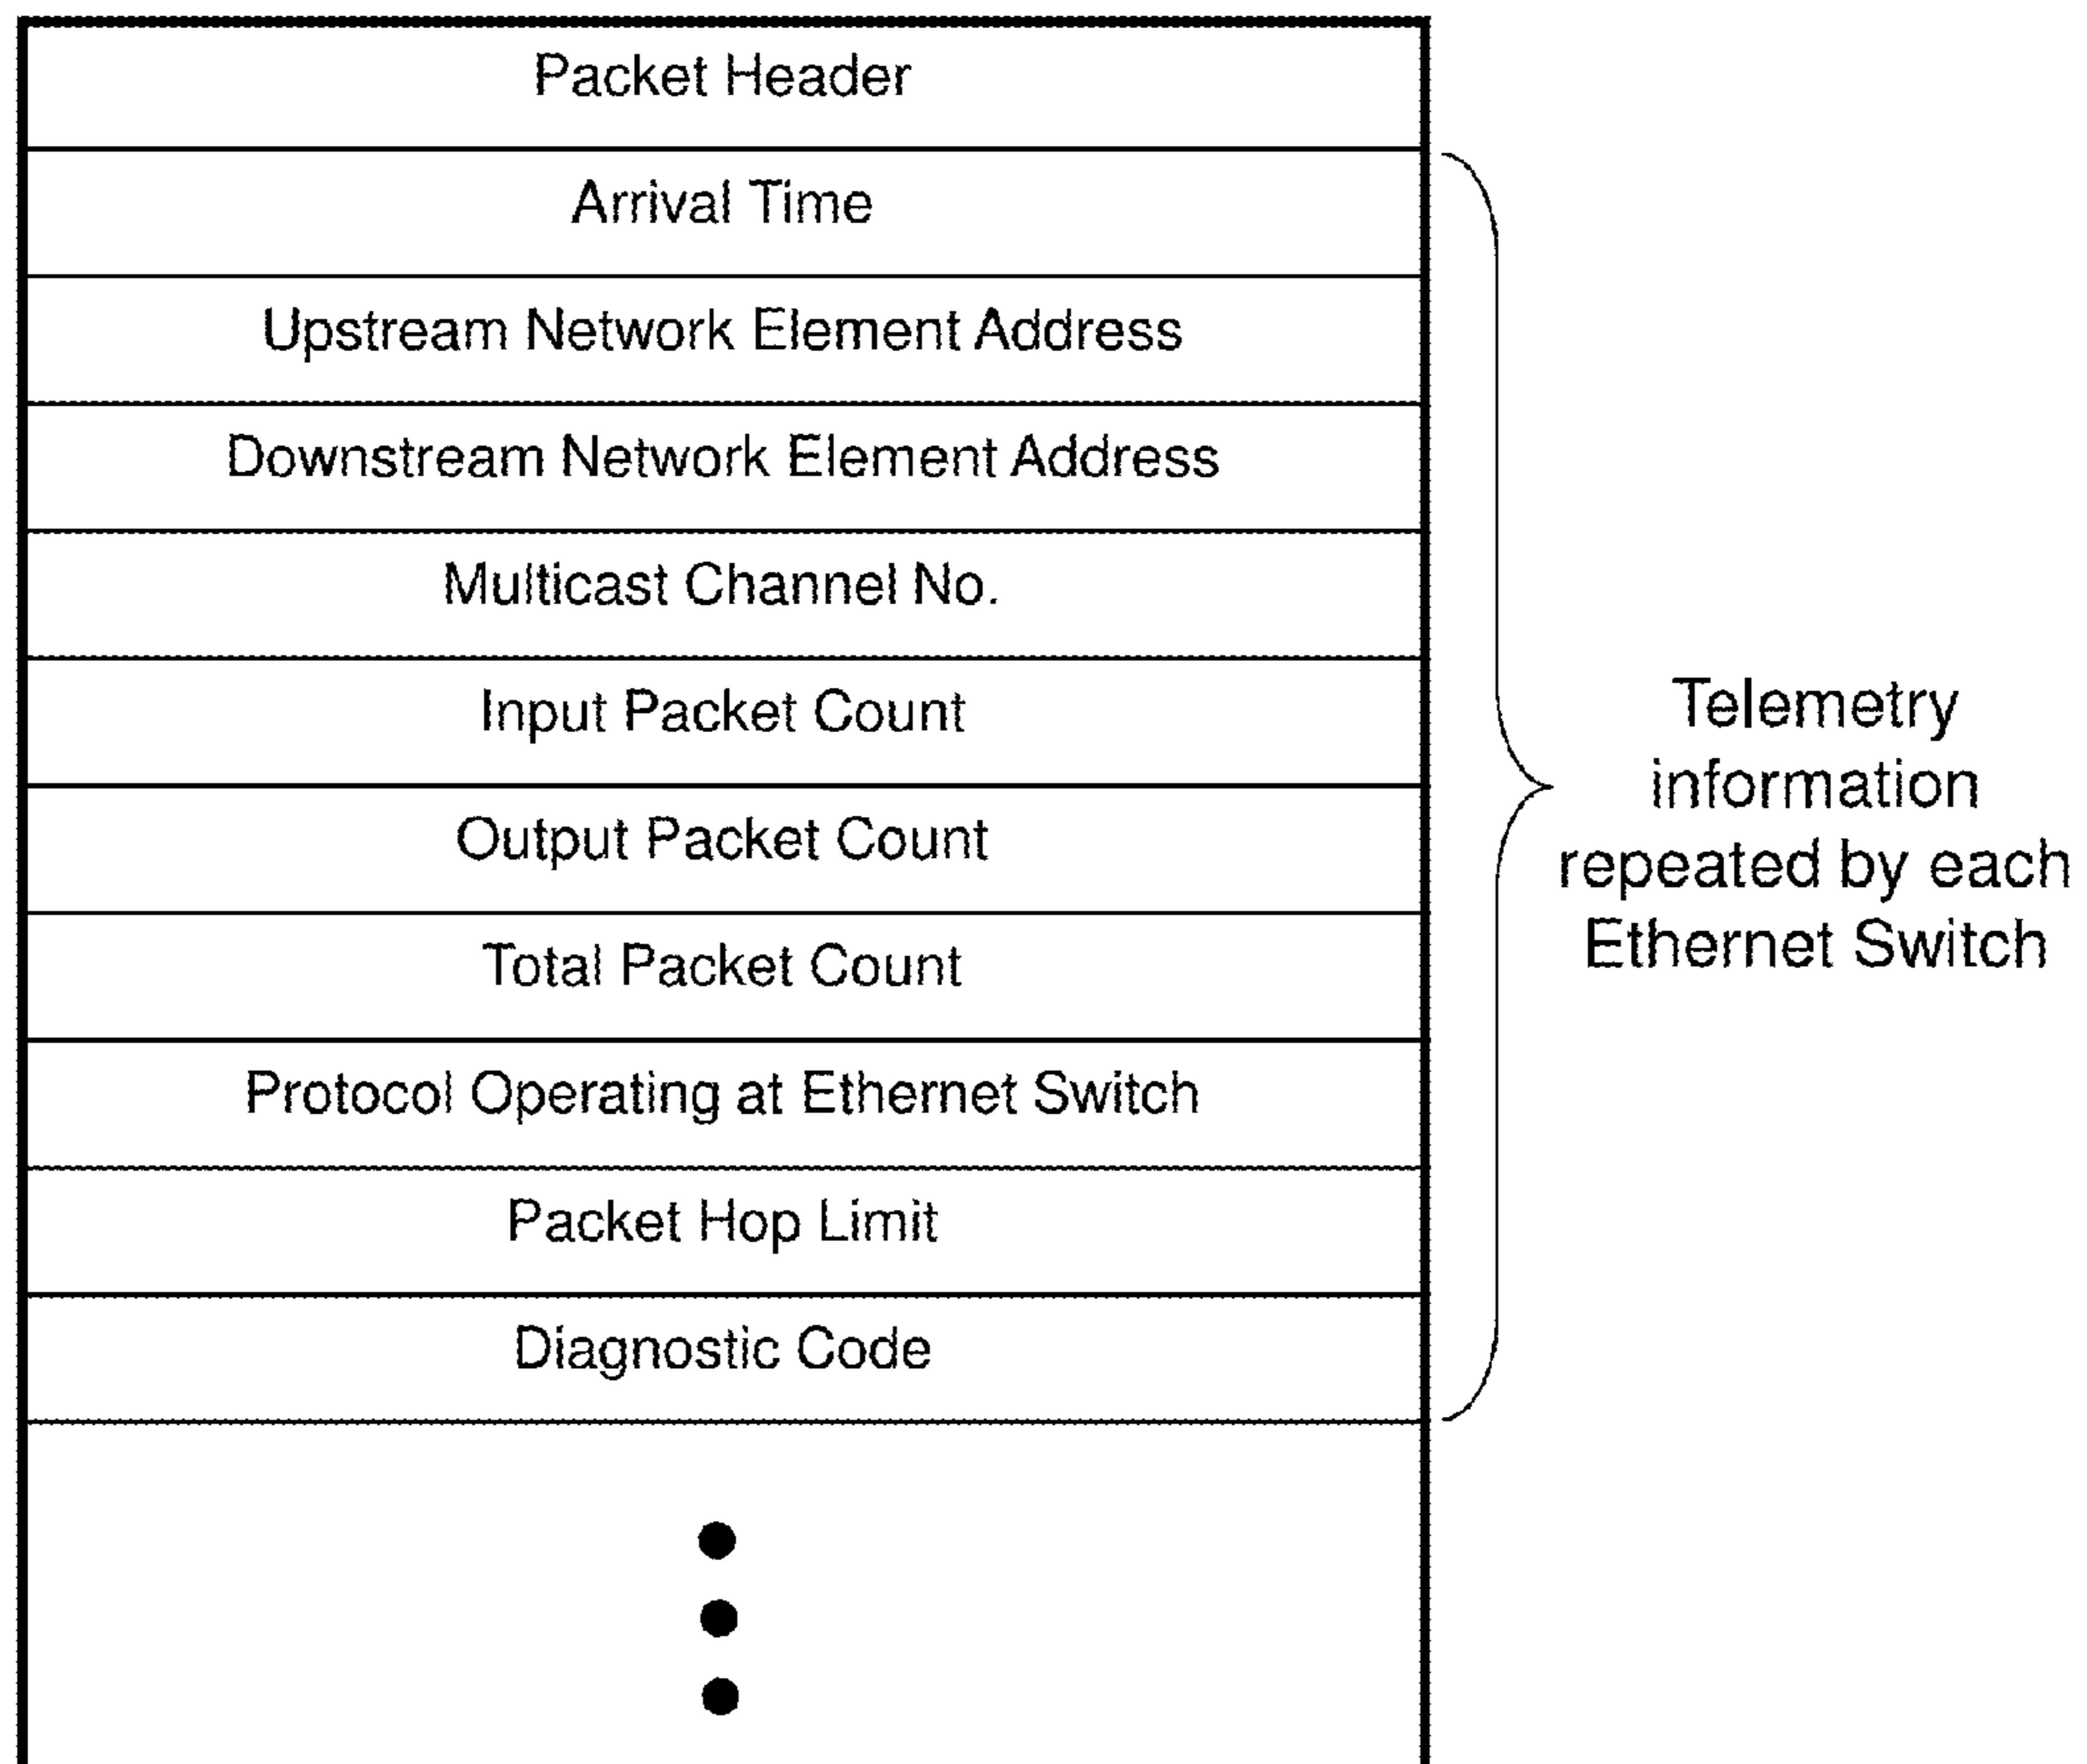 Packet Header
Arrival Time
Upstream Network Element Address
Downstream Network Element Address
Multicast Channel No.
Input Packet Count
Output Packet Count
Total Packet Count
Protocol Operating at Ethernet Switch
Packet Hop Limit
Diagnostic Code
Telemetry
information
repeated by each
Ethernet Switch